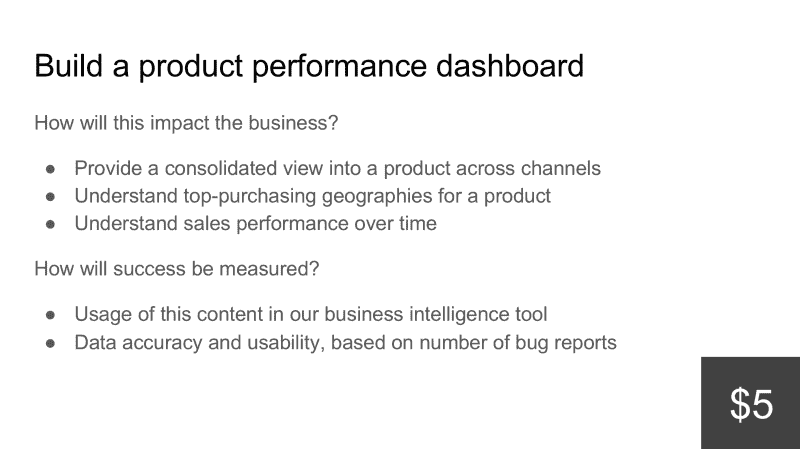 Build a product performance dashboard
How will this impact the business?
● Provide a consolidated view into a product across channels
● Understand top-purchasing geographies for a product
● Understand sales performance over time
How will success be measured?
● Usage of this content in our business intelligence tool
● Data accuracy and usability, based on number of bug reports
$5